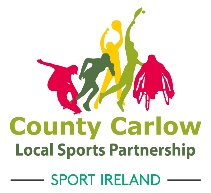 County Carlow
Local Sports Partnership
SPORT IRELAND